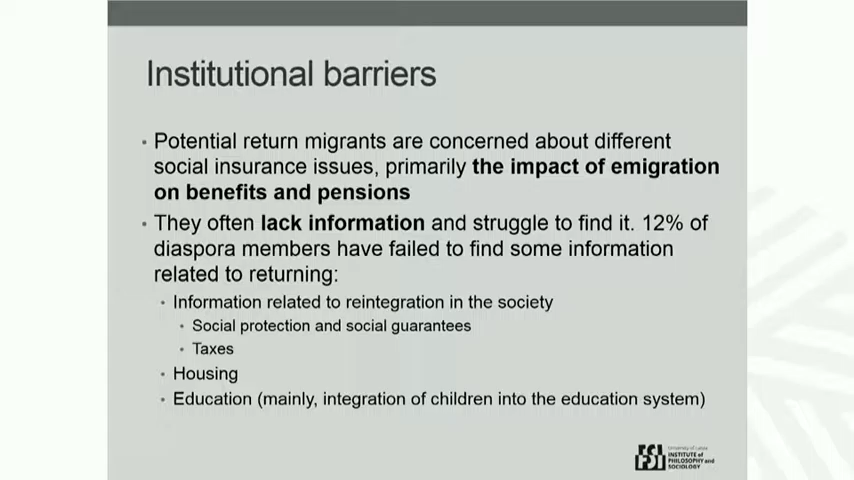 Institutional barriers
• Potential return migrants are concerned about different
social insurance issues, primarily the impact of emigration
on benefits and pensions
• They often lack information and struggle to find it. 12% of
diaspora members have failed to find some information
related to returning:
• Information related to reintegration in the society
• Social protection and social guarantees
• Taxes
• Housing
• Education (mainly, integration of children into the education system)
University of Latvia
INSTITUTE of
PHILOSOPHY and
SOCIOLOGY